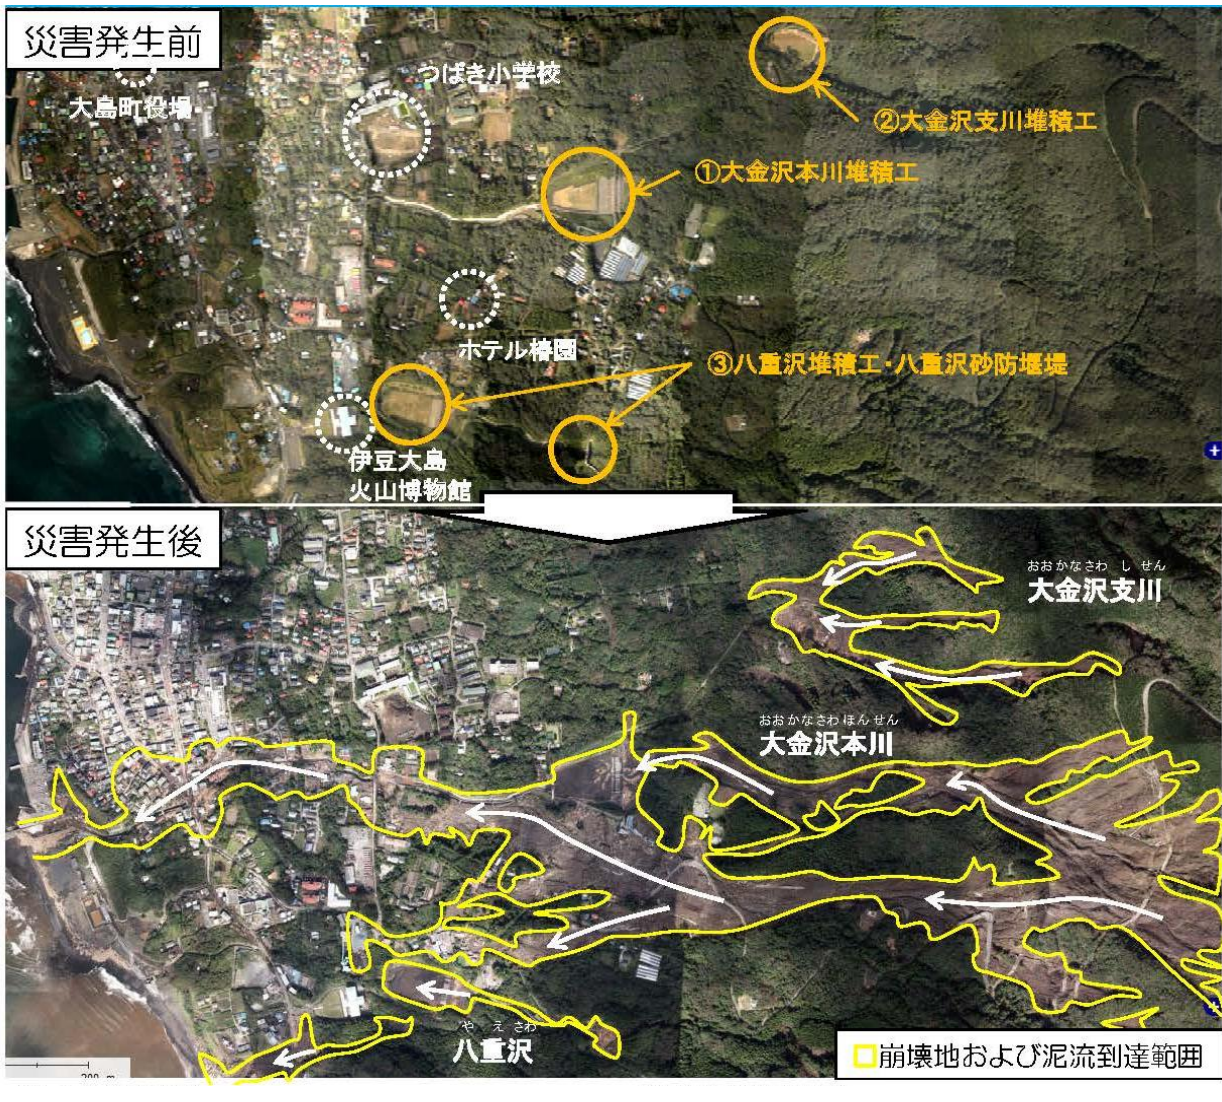 災害発生前
つばき小学校
大島町役場
②大金沢支川堆積工
①大金沢本川堆積工
ホテル椿園
③八重沢堆積工・八重沢砂防堰堤
伊豆大島
火山博物館
災害発生後
おおかなさわ し せん
大金沢支川
おおかなさわほんせん
大金沢本川
や え さわ
八重沢
崩壊地および泥流到達範囲